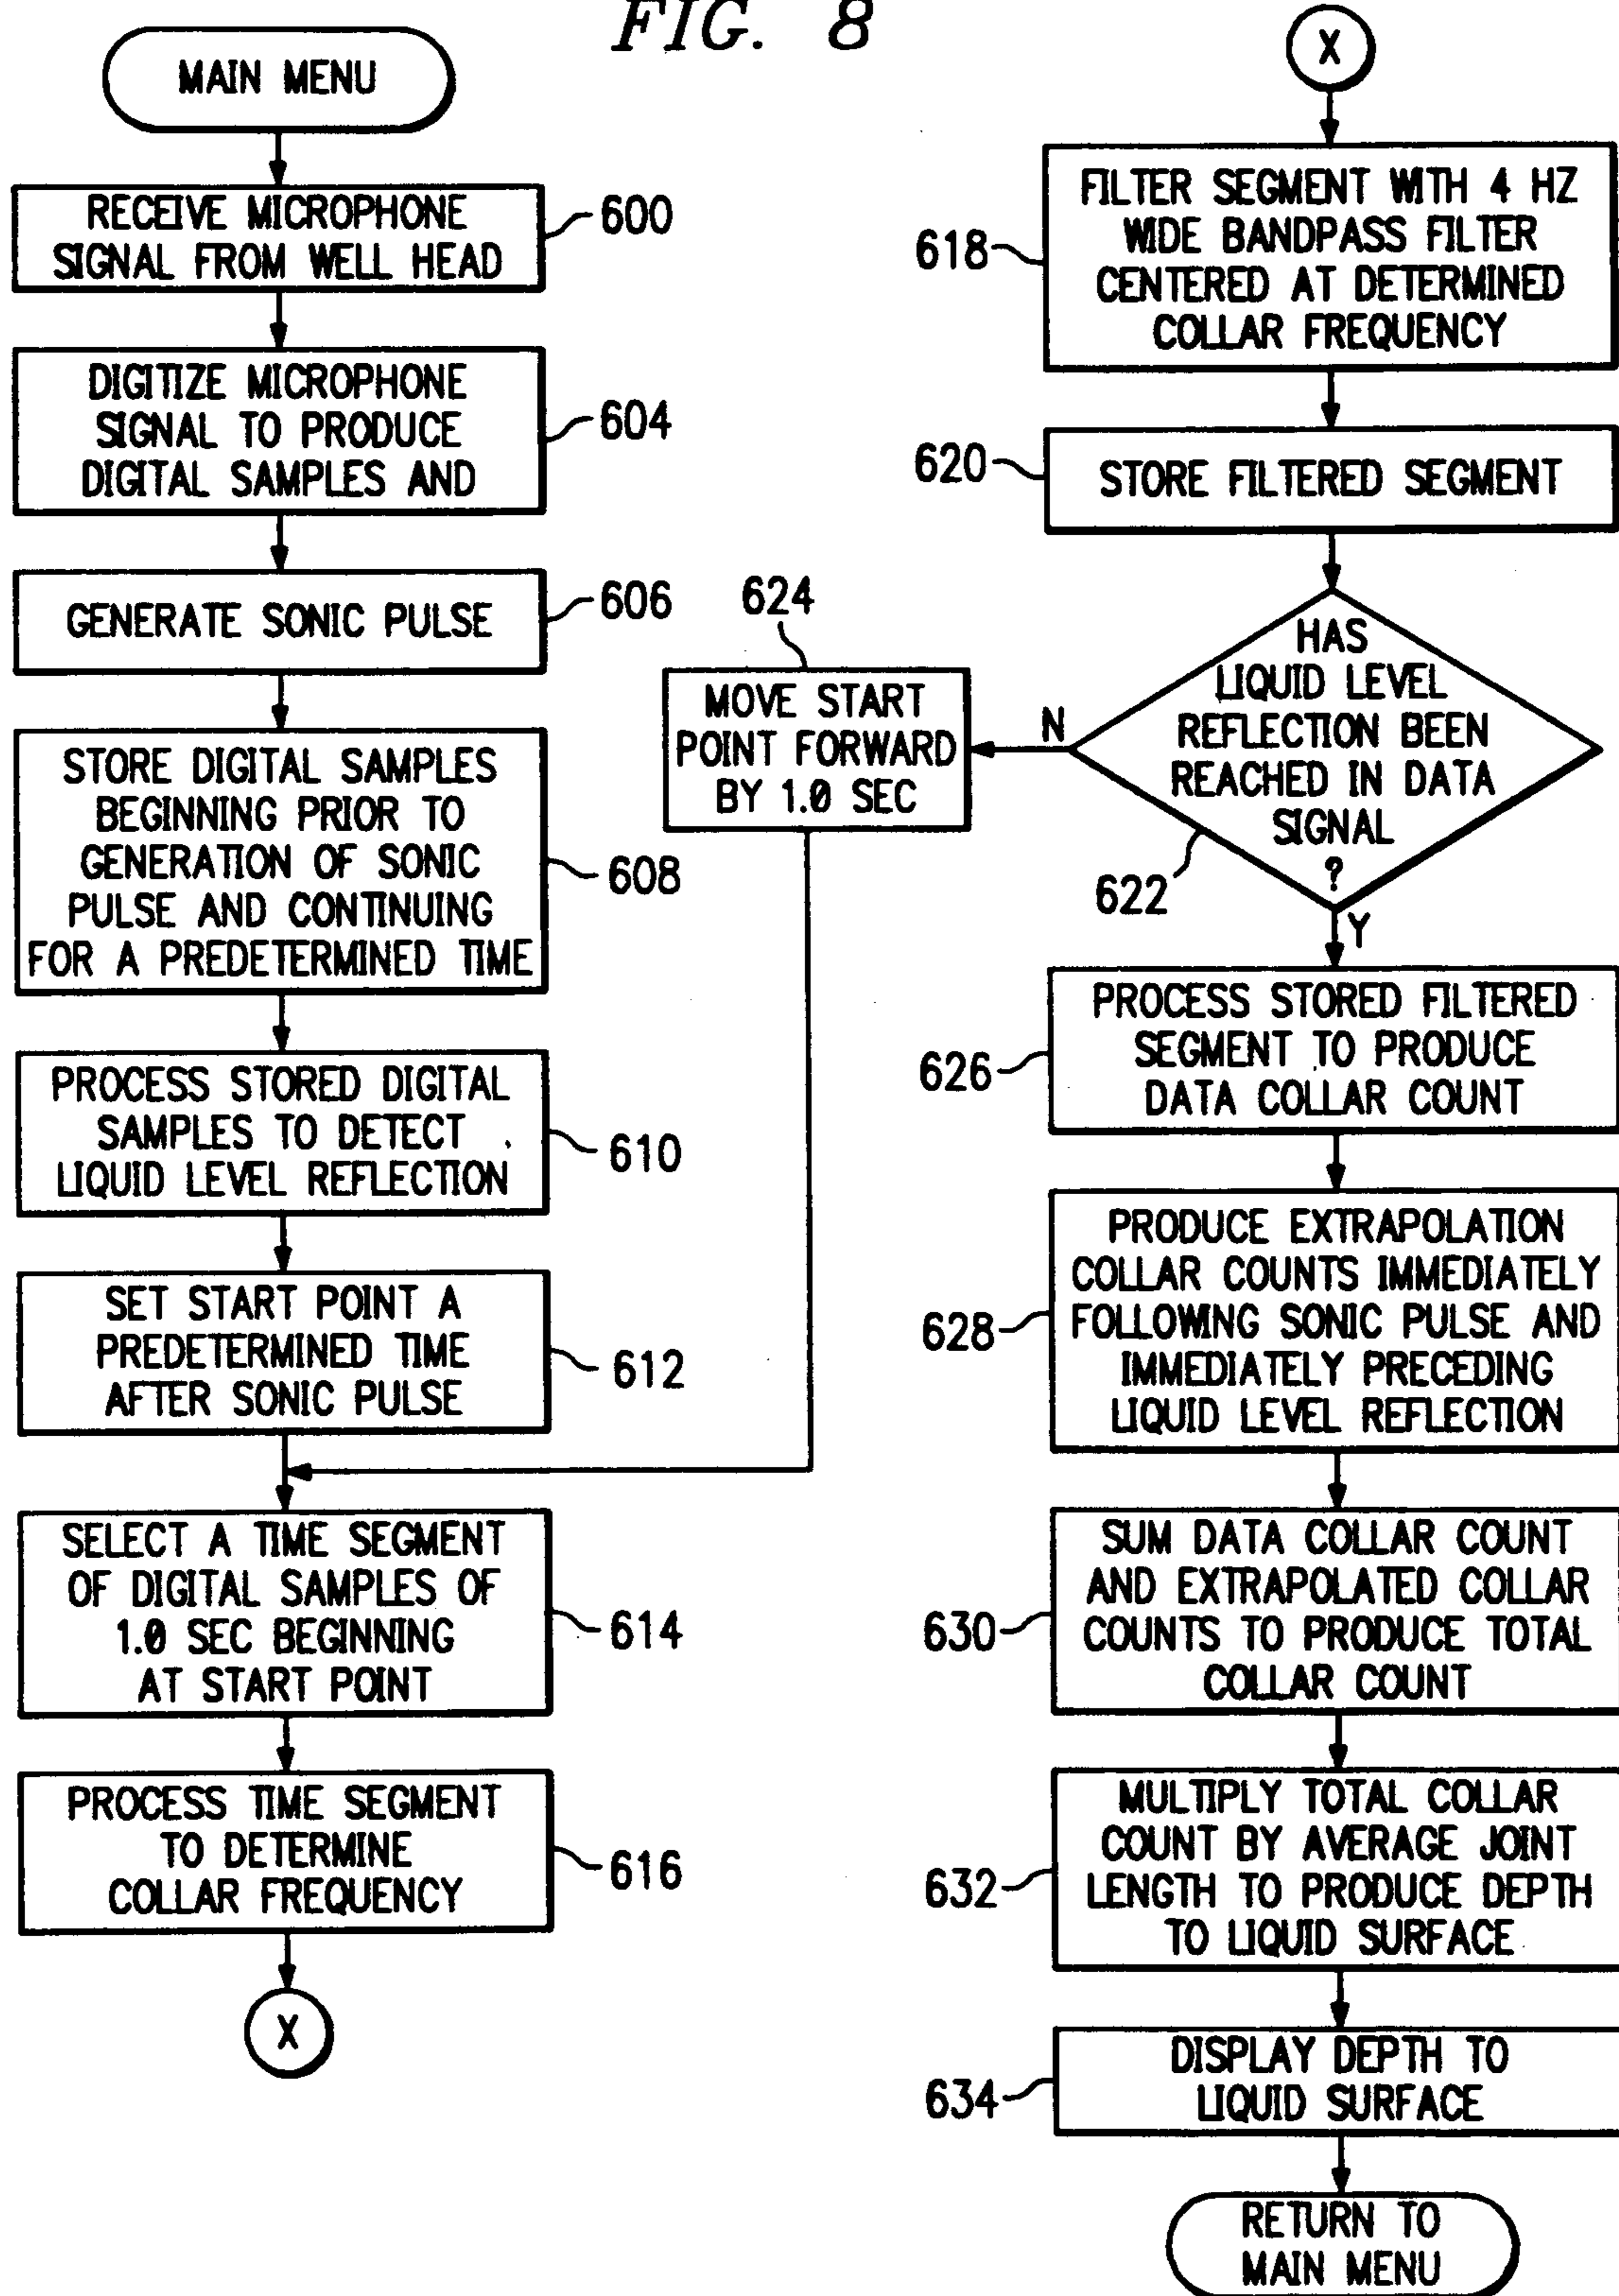 FIG. 8
MAIN MENU
RECEIVE MICROPHONE
SIGNAL FROM WELL HEAD
600
DIGITIZE MICROPHONE
SIGNAL TO PRODUCE
DIGITAL SAMPLES AND
604
GENERATE SONIC PULSE
606
STORE DIGITAL SAMPLES
BEGINNING PRIOR TO
GENERATION OF SONIC
PULSE AND CONTINUING
FOR A PREDETERMINED TIME
608
PROCESS STORED DIGITAL
SAMPLES TO DETECT
LIQUID LEVEL REFLECTION
610
SET START POINT A
PREDETERMINED TIME
AFTER SONIC PULSE
612
SELECT A TIME SEGMENT
OF DIGITAL SAMPLES OF
1.0 SEC BEGINNING
AT START POINT
614
PROCESS TIME SEGMENT
TO DETERMINE
COLLAR FREQUENCY
616
X
X
FILTER SEGMENT WITH 4 HZ
WIDE BANDPASS FILTER
CENTERED AT DETERMINED
COLLAR FREQUENCY
618
STORE FILTERED SEGMENT
620
HAS
LIQUID LEVEL
REFLECTION BEEN
REACHED IN DATA
SIGNAL
?
622
N
624
MOVE START
POINT FORWARD
BY 1.0 SEC
Y
PROCESS STORED FILTERED
SEGMENT TO PRODUCE
DATA COLLAR COUNT
626
PRODUCE EXTRAPOLATION
COLLAR COUNTS IMMEDIATELY
FOLLOWING SONIC PULSE AND
IMMEDIATELY PRECEDING
LIQUID LEVEL REFLECTION
628
SUM DATA COLLAR COUNT
AND EXTRAPOLATED COLLAR
COUNTS TO PRODUCE TOTAL
COLLAR COUNT
630
MULTIPLY TOTAL COLLAR
COUNT BY AVERAGE JOINT
LENGTH TO PRODUCE DEPTH
TO LIQUID SURFACE
632
DISPLAY DEPTH TO
LIQUID SURFACE
634
RETURN TO
MAIN MENU